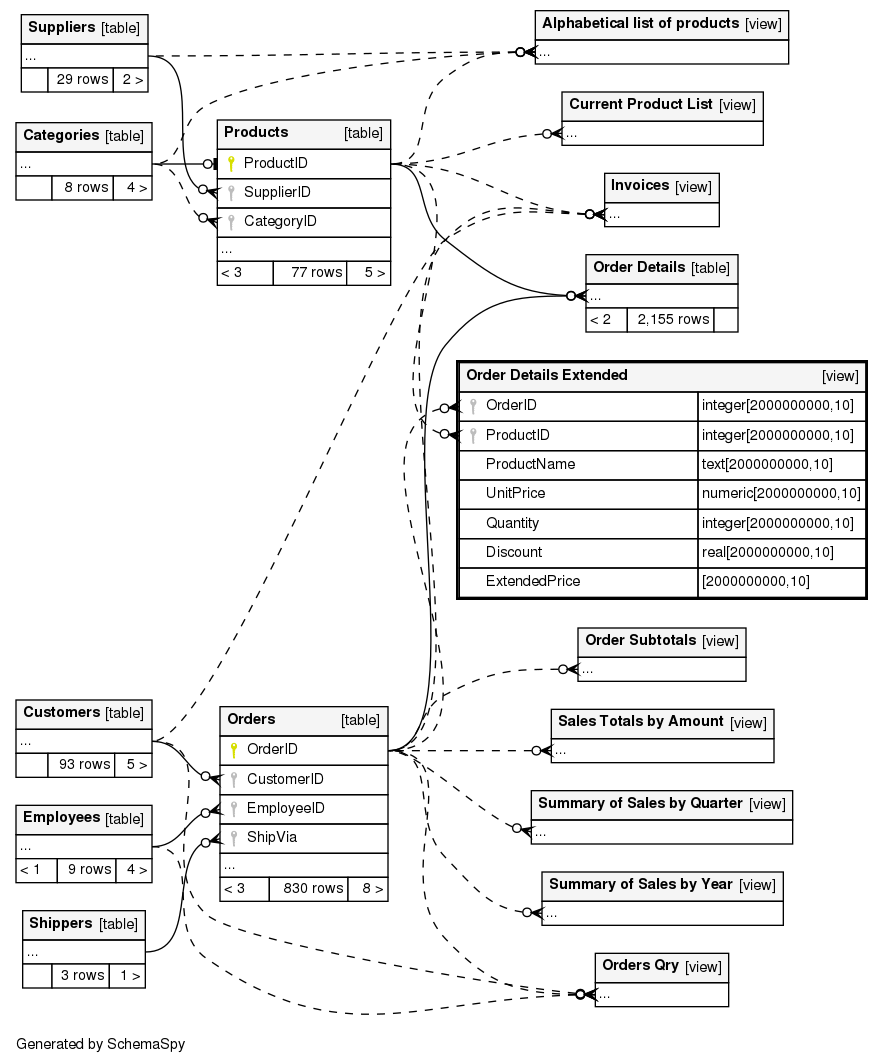 Suppliers [table]
...
29 rows 2 >
Categories [table]
...
8 rows 4 >
Products [table]
ProductID
SupplierID
CategoryID
...
< 3 77 rows 5 >
Alphabetical list of products [view]
...
Current Product List [view]
...
Invoices [view]
...
Order Details [table]
...
< 2 2,155 rows
Order Details Extended [view]
OrderID integer[2000000000,10]
ProductID integer[2000000000,10]
ProductName text[2000000000,10]
UnitPrice numeric[2000000000,10]
Quantity integer[2000000000,10]
Discount real[2000000000,10]
ExtendedPrice [2000000000,10]
Order Subtotals [view]
...
Sales Totals by Amount [view]
...
Summary of Sales by Quarter [view]
...
Summary of Sales by Year [view]
...
Orders Qry [view]
...
Customers [table]
...
93 rows 5 >
Employees [table]
...
< 1 9 rows 4 >
Shippers [table]
...
3 rows 1 >
Orders [table]
OrderID
CustomerID
EmployeeID
ShipVia
...
< 3 830 rows 8 >
Generated by SchemaSpy